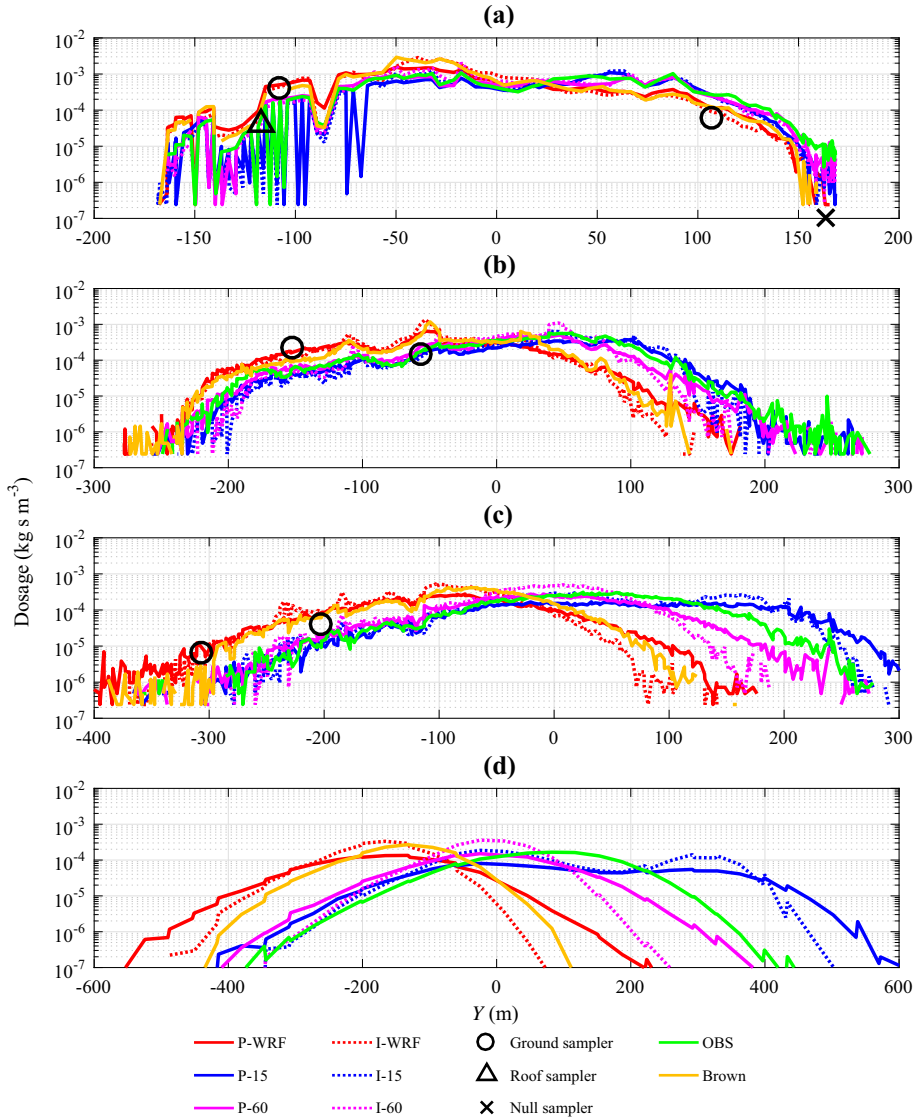 (a)
10-2
10-3
10-4
10-5
10-6
10-7
-200 -150 -100 -50 0 50 100 150 200
(b)
10-2
10-3
10-4
10-5
10-6
10-7
-300 -200 -100 0 100 200 300
(c)
10-2
10-3
10-4
10-5
10-6
10-7
-400 -300 -200 -100 0 100 200 300
(d)
10-2
10-3
10-4
10-5
10-6
10-7
-600 -400 -200 0 200 400 600
Dosage (kg s m−3)
Y (m)
P-WRF I-WRF Ground sampler OBS
P-15 I-15 Roof sampler Brown
P-60 I-60 Null sampler